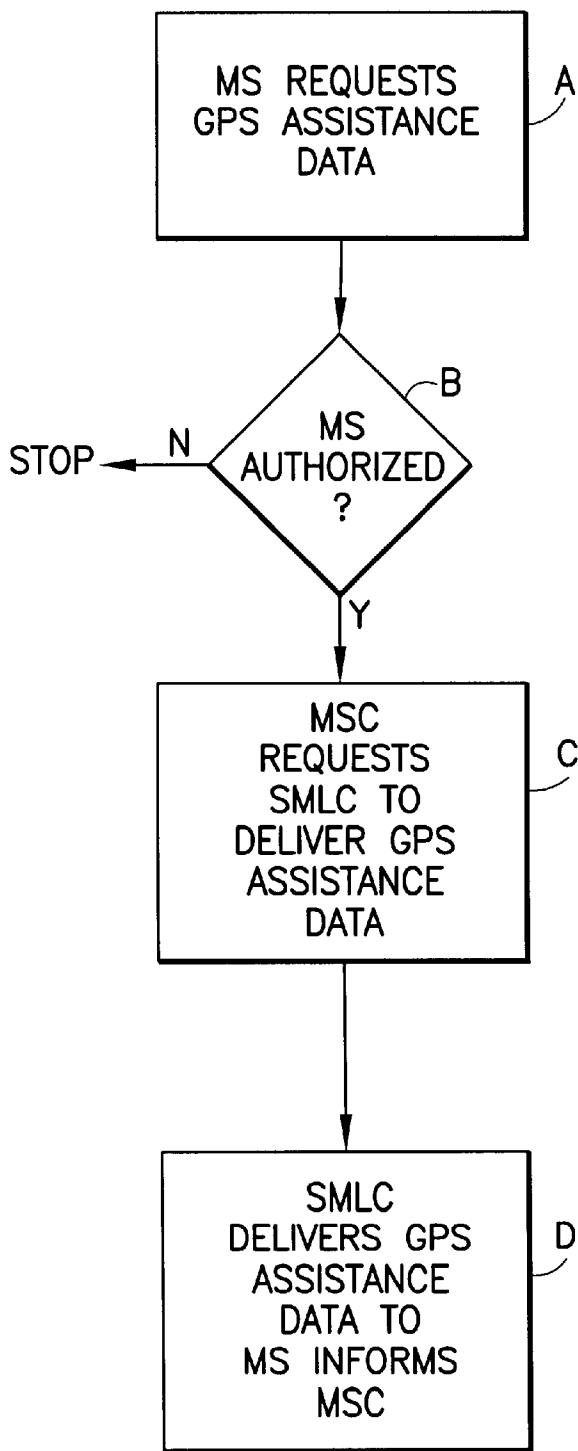 MS REQUESTS
GPS ASSISTANCE
DATA
A
B
MS
AUTHORIZED
?
N
STOP
Y
MSC
REQUESTS
SMLC TO
DELIVER GPS
ASSISTANCE
DATA
C
SMLC
DELIVERS GPS
ASSISTANCE
DATA TO
MS INFORMS
MSC
D